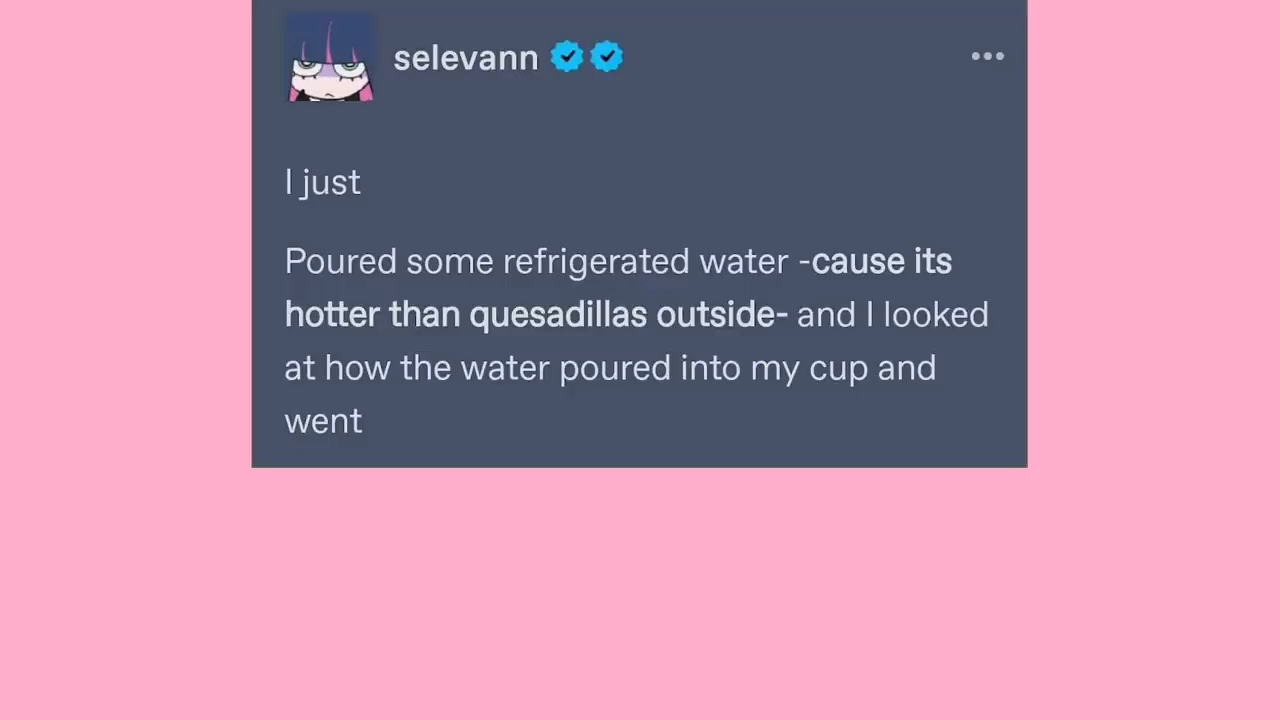 selevann
I just
Poured some refrigerated water -cause its
hotter than quesadillas outside- and I looked
at how the water poured into my cup and
went